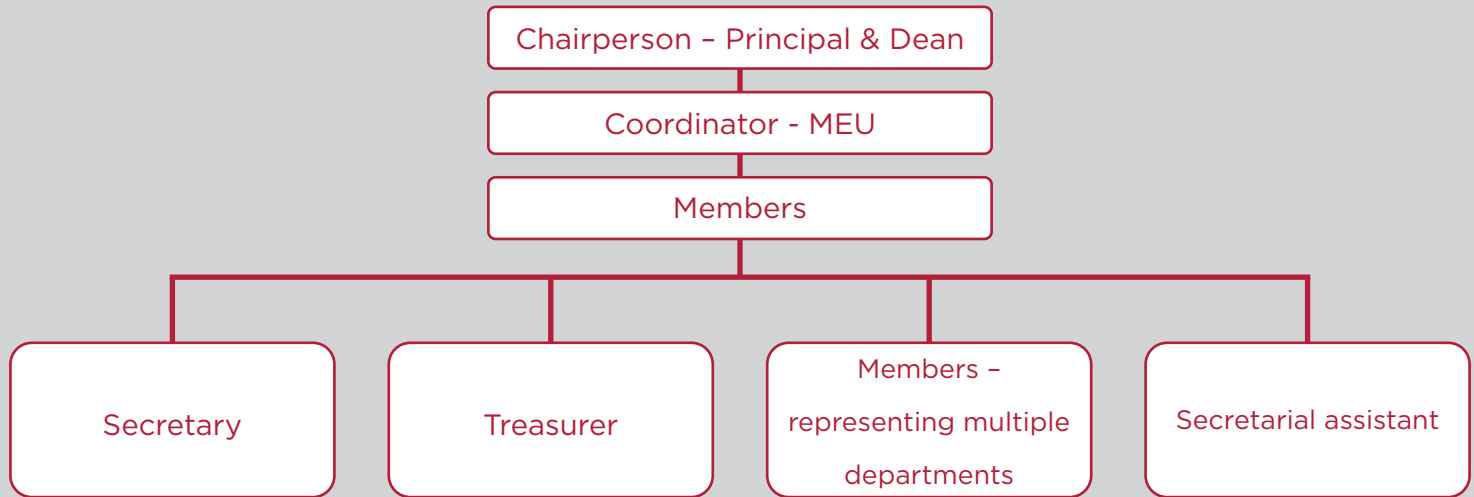 Chairperson – Principal & Dean
Coordinator - MEU
Members
Secretary
Treasurer
Members –
representing multiple
departments
Secretarial assistant